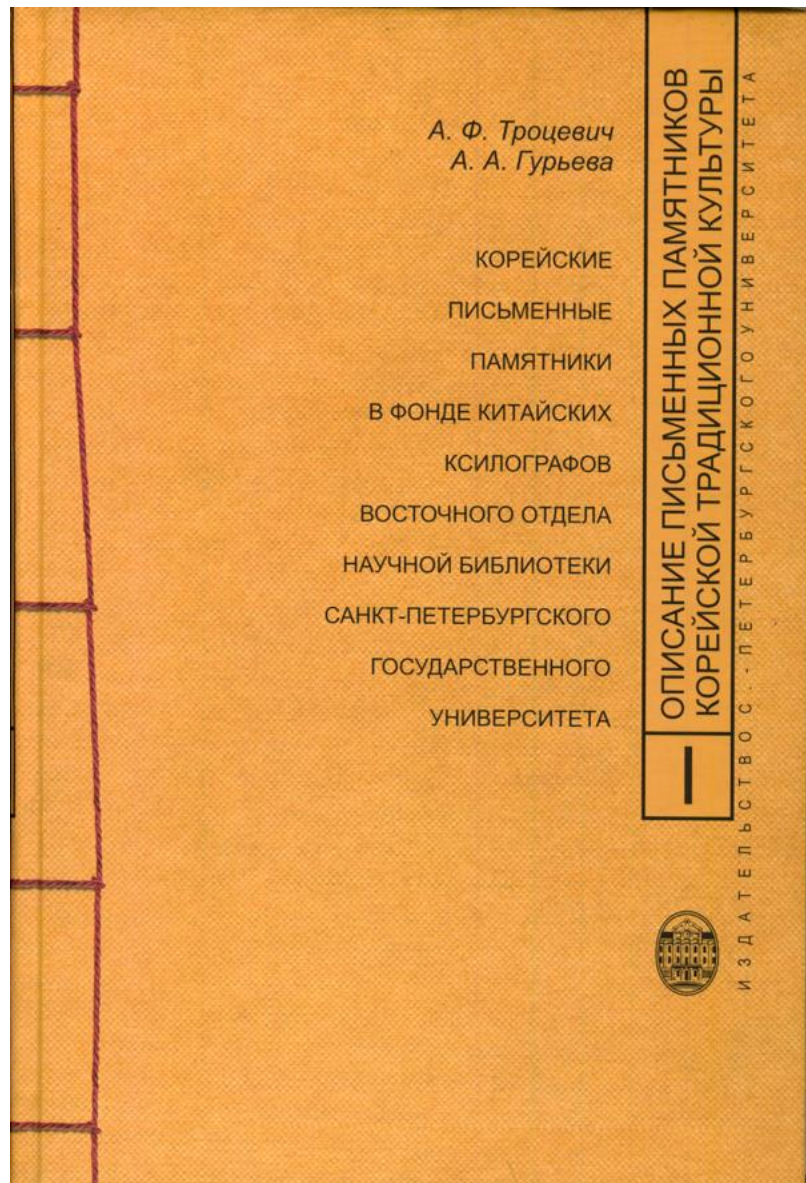 А. Ф. Троцевич
А. А. Гурьева
КОРЕЙСКИЕ
ПИСЬМЕННЫЕ
ПАМЯТНИКИ
В ФОНДЕ КИТАЙСКИХ
КСИЛОГРАФОВ
ВОСТОЧНОГО ОТДЕЛА
НАУЧНОЙ БИБЛИОТЕКИ
САНКТ-ПЕТЕРБУРГСКОГО
ГОСУДАРСТВЕННОГО
УНИВЕРСИТЕТА
ОПИСАНИЕ ПИСЬМЕННЫХ ПАМЯТНИКОВ
КОРЕЙСКОЙ ТРАДИЦИОННОЙ КУЛЬТУРЫ
I
ИЗДАТЕЛЬСТВО С.-ПЕТЕРБУРГСКОГО УНИВЕРСИТЕТА